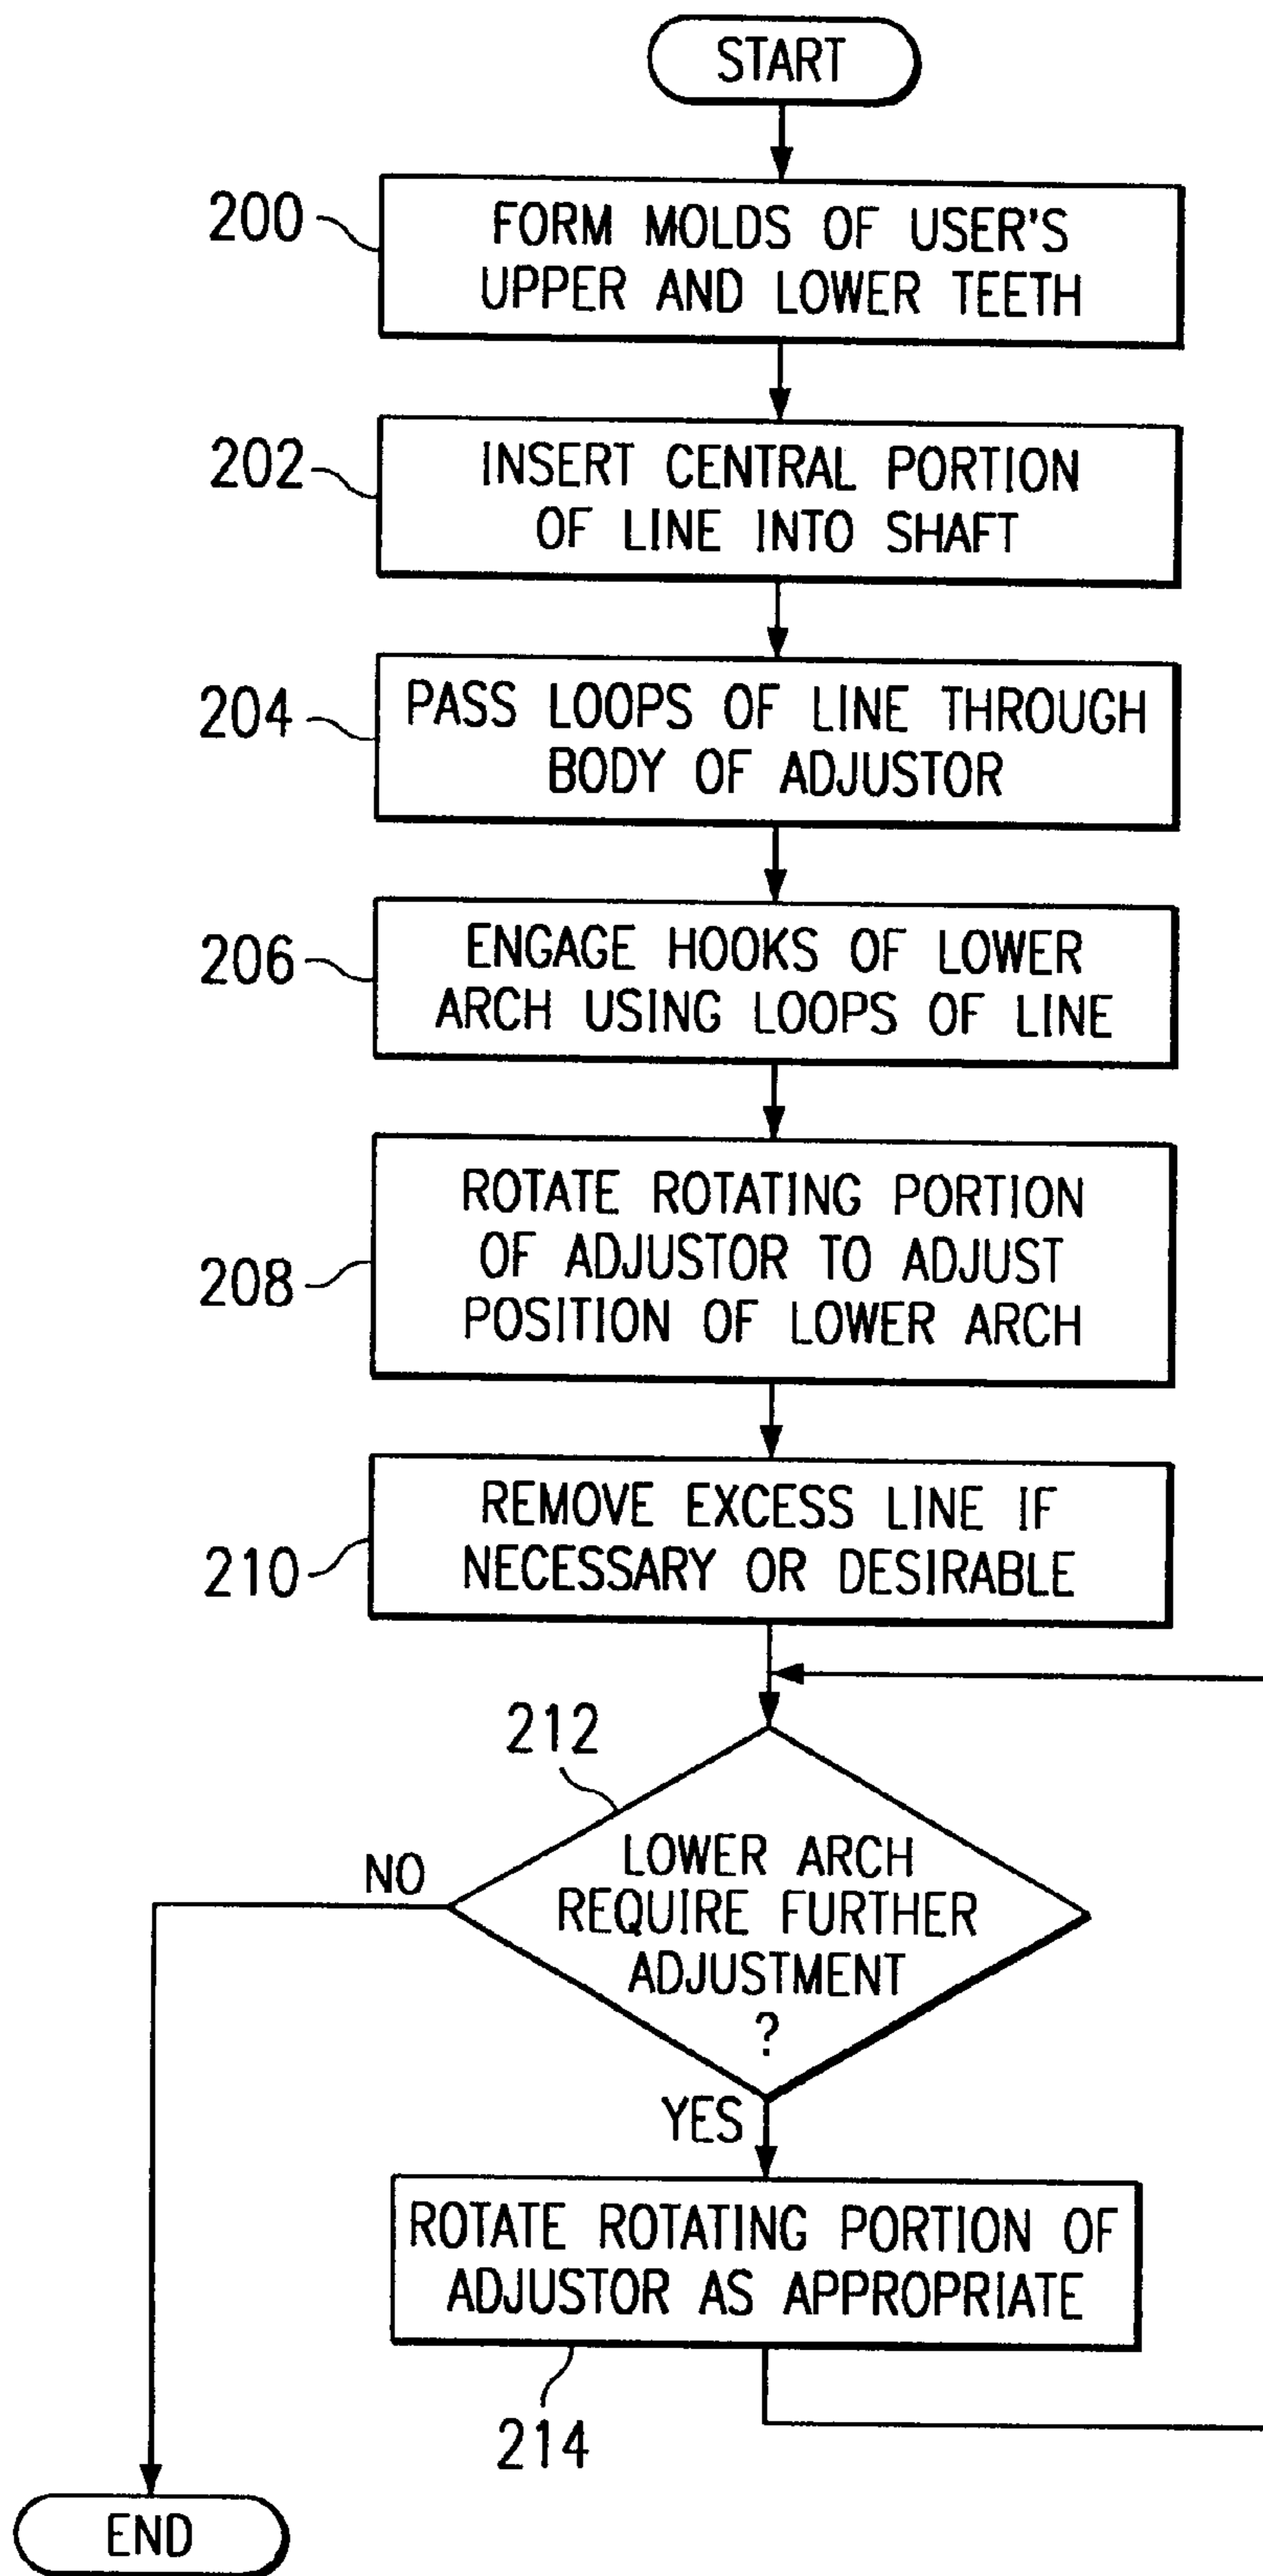 START
200
FORM MOLDS OF USER'S
UPPER AND LOWER TEETH
202
INSERT CENTRAL PORTION
OF LINE INTO SHAFT
204
PASS LOOPS OF LINE THROUGH
BODY OF ADJUSTOR
206
ENGAGE HOOKS OF LOWER
ARCH USING LOOPS OF LINE
208
ROTATE ROTATING PORTION
OF ADJUSTOR TO ADJUST
POSITION OF LOWER ARCH
210
REMOVE EXCESS LINE IF
NECESSARY OR DESIRABLE
212
LOWER ARCH
REQUIRE FURTHER
ADJUSTMENT
?
NO
YES
ROTATE ROTATING PORTION OF
ADJUSTOR AS APPROPRIATE
214
END